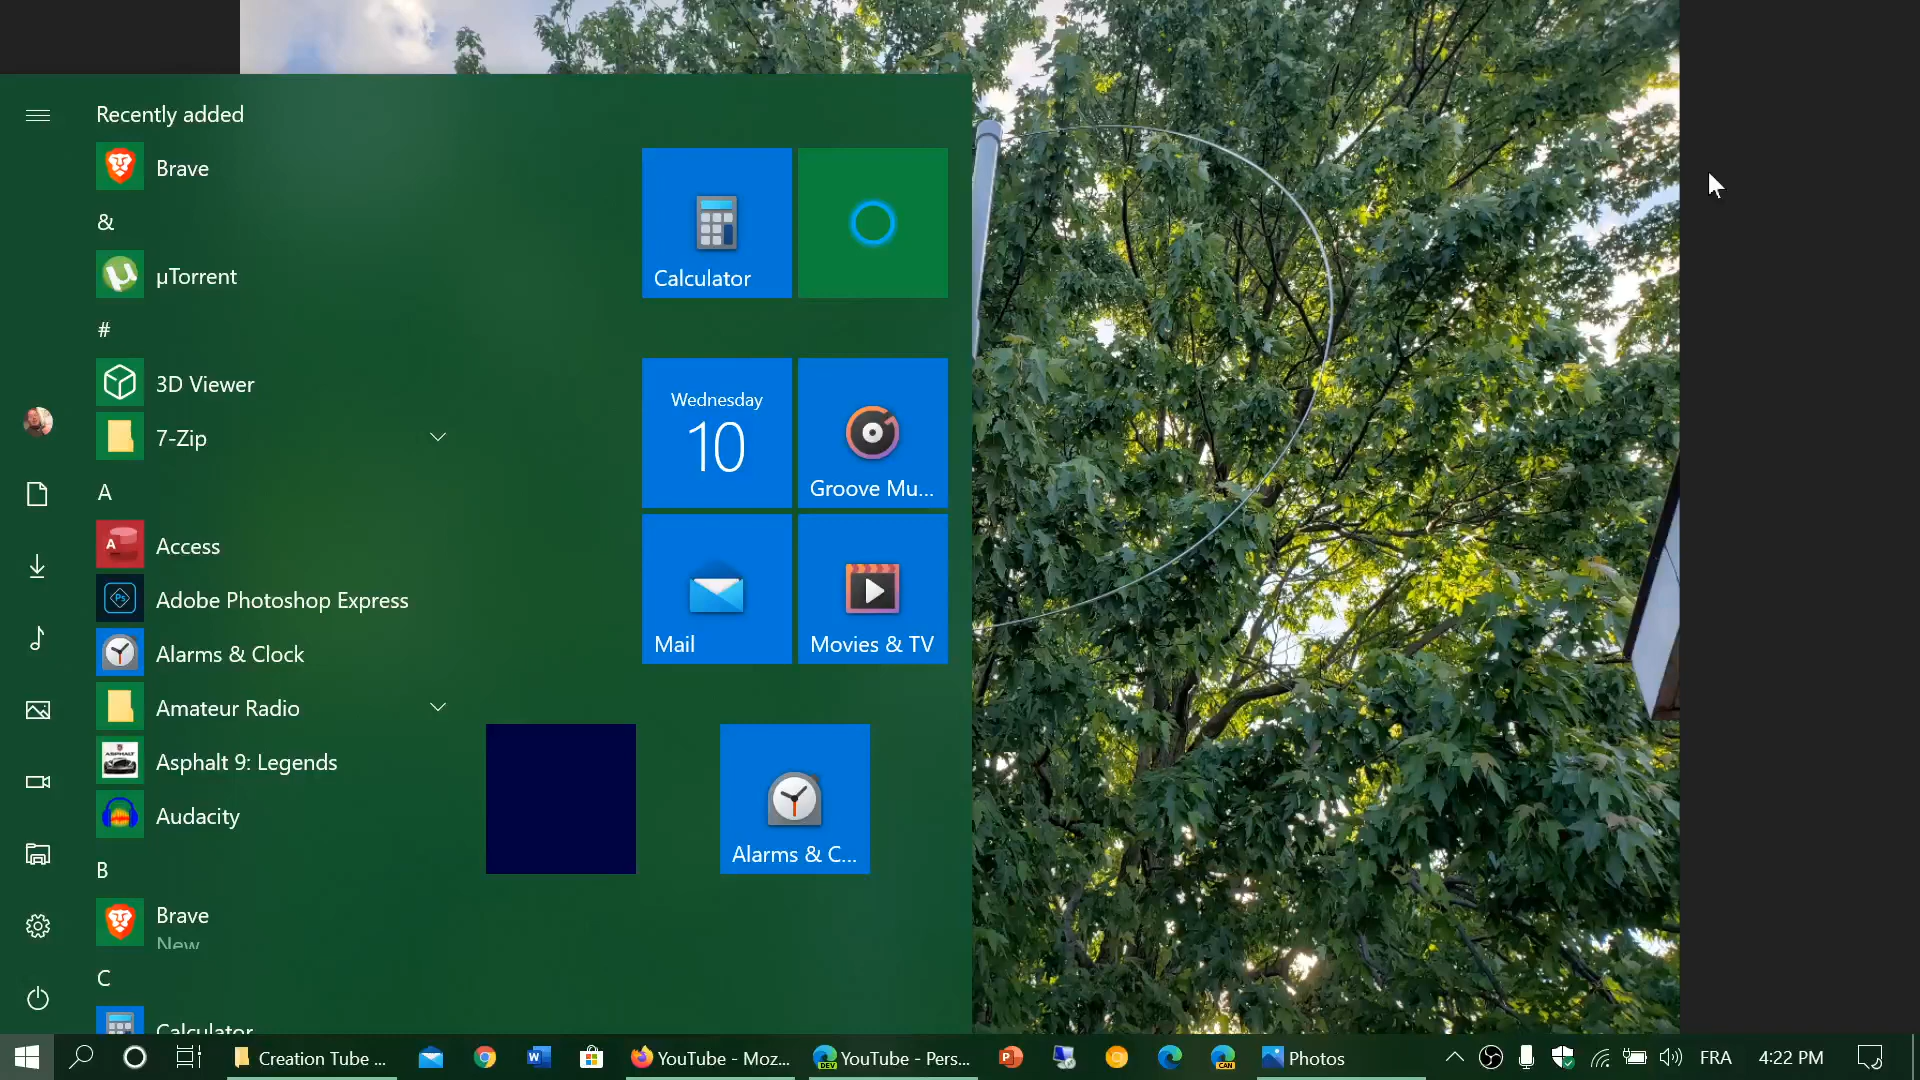 Recently added
Brave
&
µTorrent
#
3D Viewer
7-Zip
A
Access
Adobe Photoshop Express
Alarms & Clock
Amateur Radio
Asphalt 9: Legends
Audacity
B
Brave
New
C
Calculator
Calculator
Wednesday
10
Groove Mu...
Mail
Movies & TV
Alarms & C...
Creation Tube ...
YouTube - Moz...
DEV
YouTube - Pers...
CAN
Photos
FRA
4:22 PM